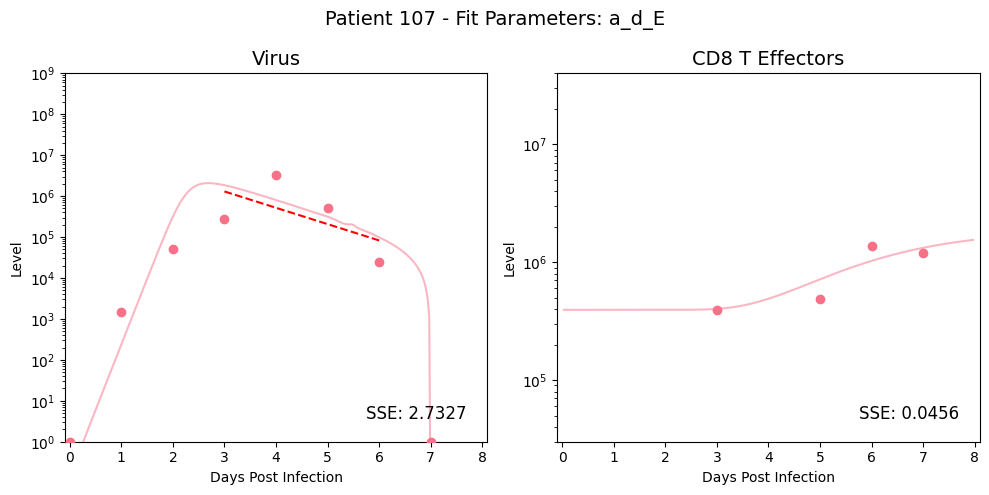 Patient 107 - Fit Parameters: a_d_E
Virus
CD8 T Effectors
10^9
10^8
10^7
10^6
10^5
10^4
10^3
10^2
10^1
10^0
Level
0 1 2 3 4 5 6 7 8
Days Post Infection
SSE: 2.7327
10^7
10^6
10^5
Level
0 1 2 3 4 5 6 7 8
Days Post Infection
SSE: 0.0456